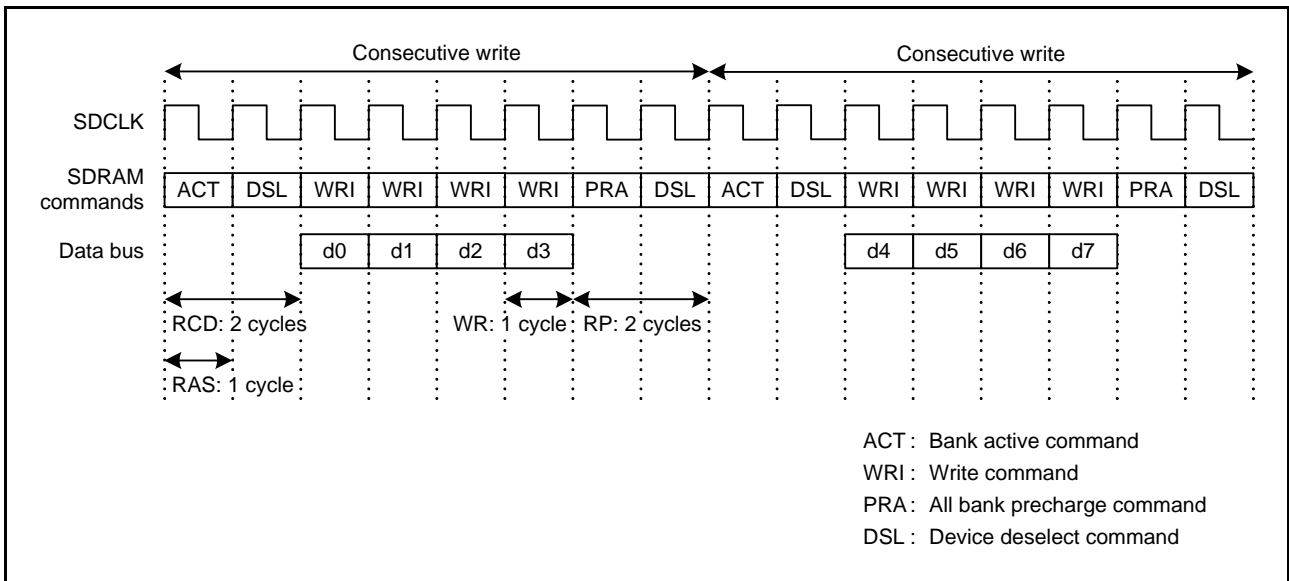 Consecutive write Consecutive write
SDCLK
SDRAM commands ACT DSL WRI WRI WRI WRI PRA DSL ACT DSL WRI WRI WRI WRI PRA DSL
Data bus d0 d1 d2 d3 d4 d5 d6 d7
RCD: 2 cycles WR: 1 cycle RP: 2 cycles
RAS: 1 cycle
ACT : Bank active command
WRI : Write command
PRA : All bank precharge command
DSL : Device deselect command